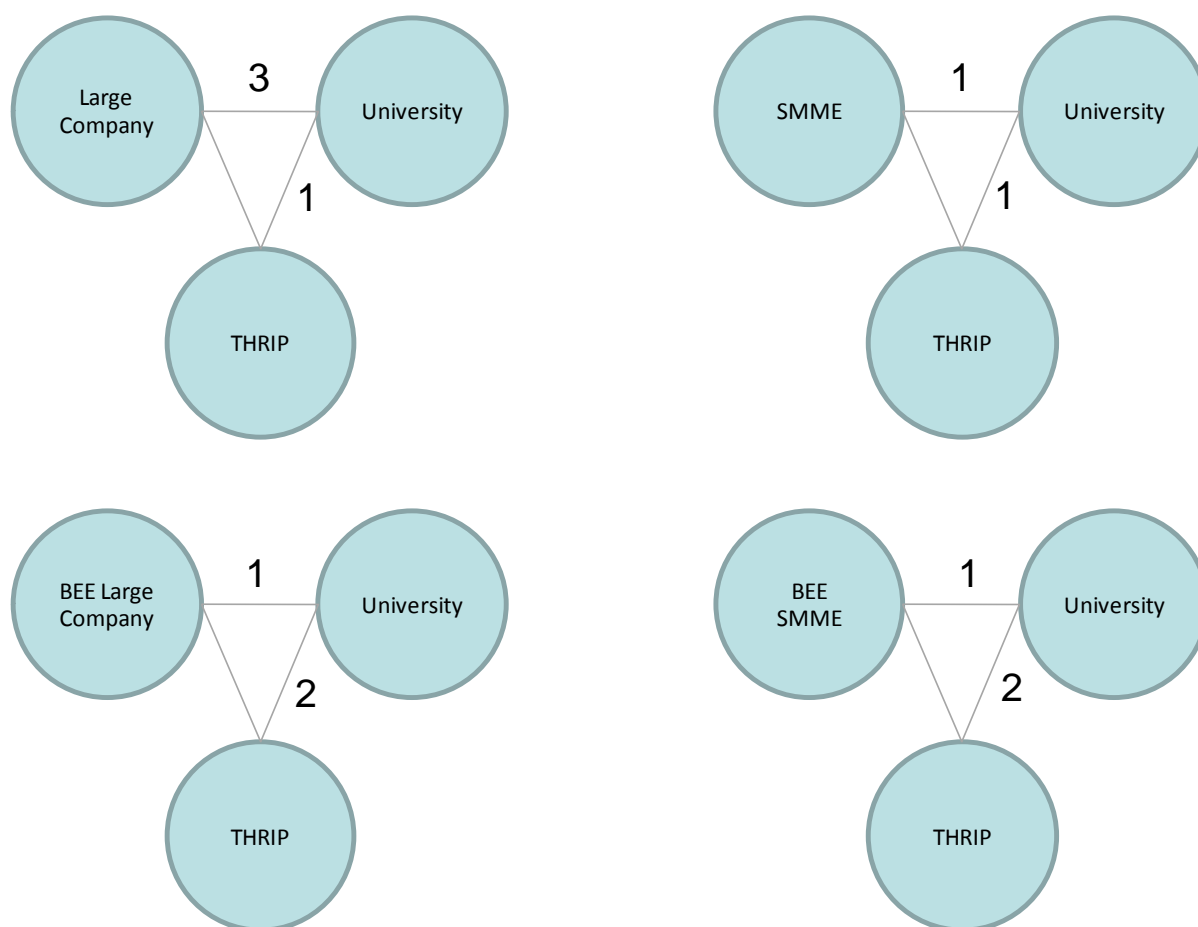 3
Large
Company
University
1
THRIP
1
SMME
University
1
THRIP
1
BEE Large
Company
University
2
THRIP
1
BEE
SMME
University
2
THRIP